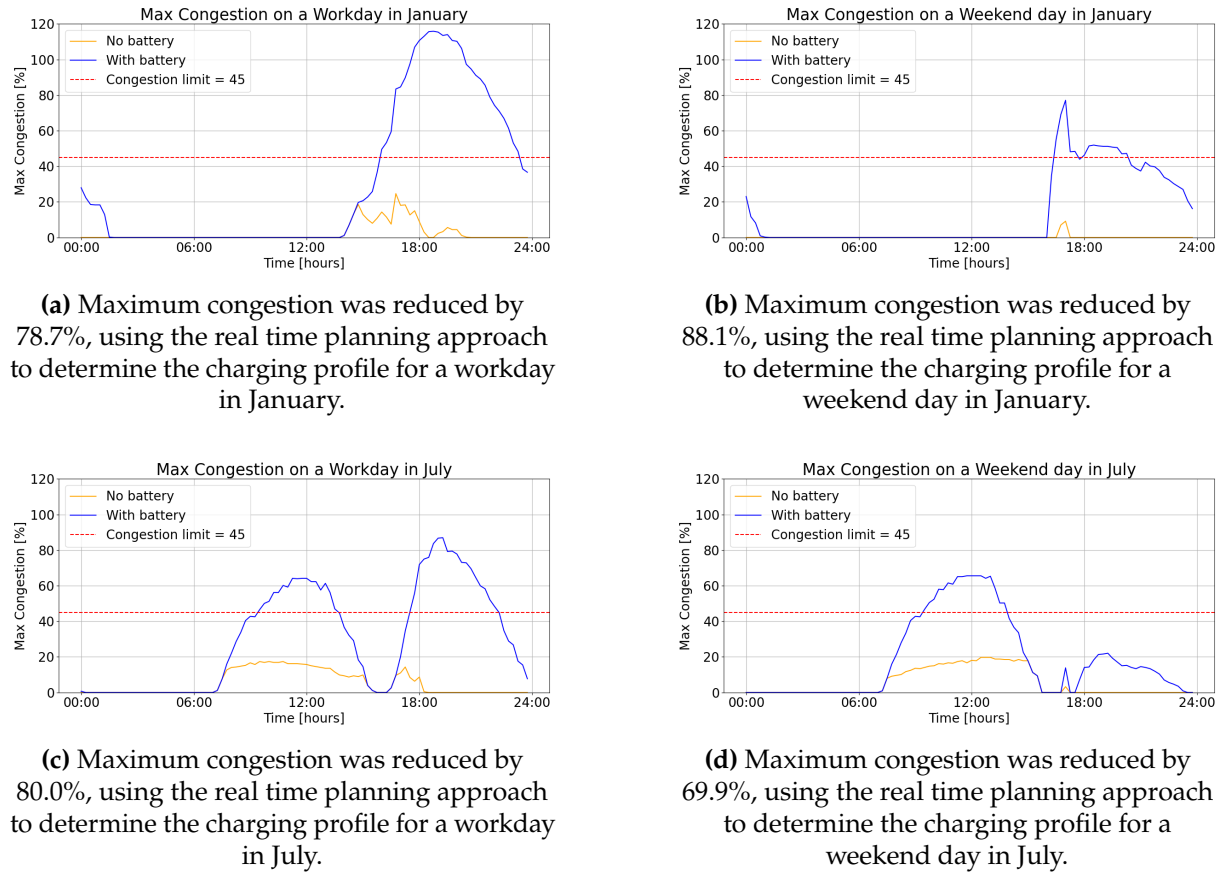 Max Congestion on a Workday in January
120
100
80
60
40
20
0
Max Congestion [%]
No battery
With battery
Congestion limit = 45
00:00 06:00 12:00 18:00 24:00
Time [hours]
(a) Maximum congestion was reduced by
78.7%, using the real time planning approach
to determine the charging profile for a workday
in January.
Max Congestion on a Weekend day in January
120
100
80
60
40
20
0
Max Congestion [%]
No battery
With battery
Congestion limit = 45
00:00 06:00 12:00 18:00 24:00
Time [hours]
(b) Maximum congestion was reduced by
88.1%, using the real time planning approach
to determine the charging profile for a
weekend day in January.
Max Congestion on a Workday in July
120
100
80
60
40
20
0
Max Congestion [%]
No battery
With battery
Congestion limit = 45
00:00 06:00 12:00 18:00 24:00
Time [hours]
(c) Maximum congestion was reduced by
80.0%, using the real time planning approach
to determine the charging profile for a workday
in July.
Max Congestion on a Weekend day in July
120
100
80
60
40
20
0
Max Congestion [%]
No battery
With battery
Congestion limit = 45
00:00 06:00 12:00 18:00 24:00
Time [hours]
(d) Maximum congestion was reduced by
69.9%, using the real time planning approach
to determine the charging profile for a
weekend day in July.